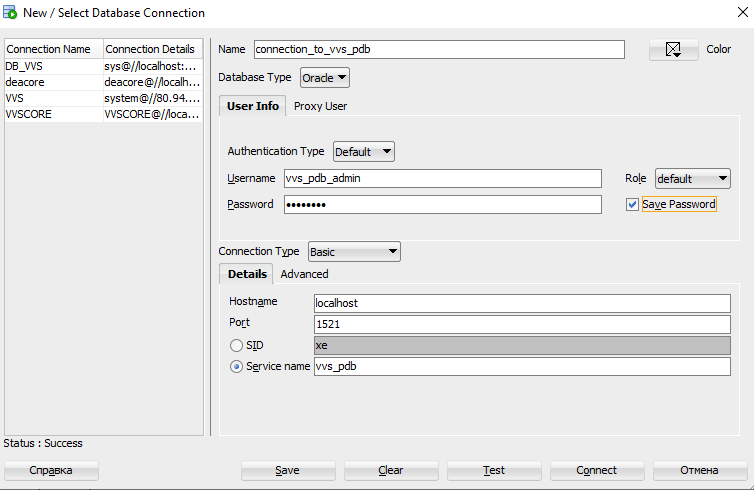 New / Select Database Connection
Connection Name Connection Details
DB_VVS sys@//localhost:...
deacore deacore@//localh...
VVS system@//80.94....
VVSCORE VVSCORE@//loca...
Name connection_to_vvs_pdb Color
Database Type Oracle
User Info Proxy User
Authentication Type Default
Username vvs_pdb_admin Role default
Password •••••••• Save Password
Connection Type Basic
Details Advanced
Hostname localhost
Port 1521
SID xe
Service name vvs_pdb
Status : Success
Справка Save Clear Test Connect Отмена